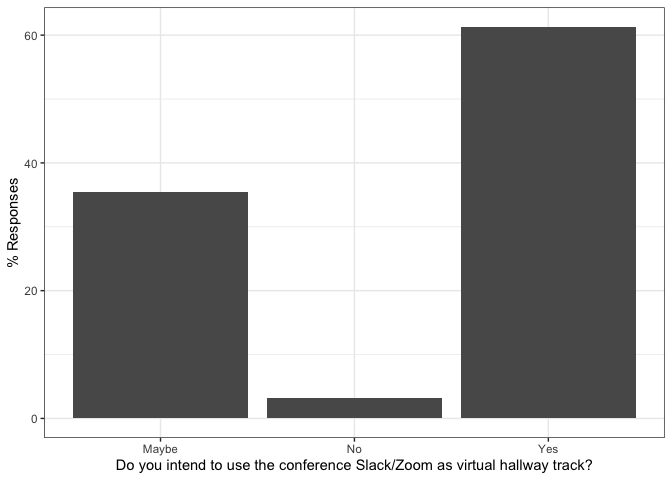 % Responses
60
40
20
0
Maybe
No
Yes
Do you intend to use the conference Slack/Zoom as virtual hallway track?